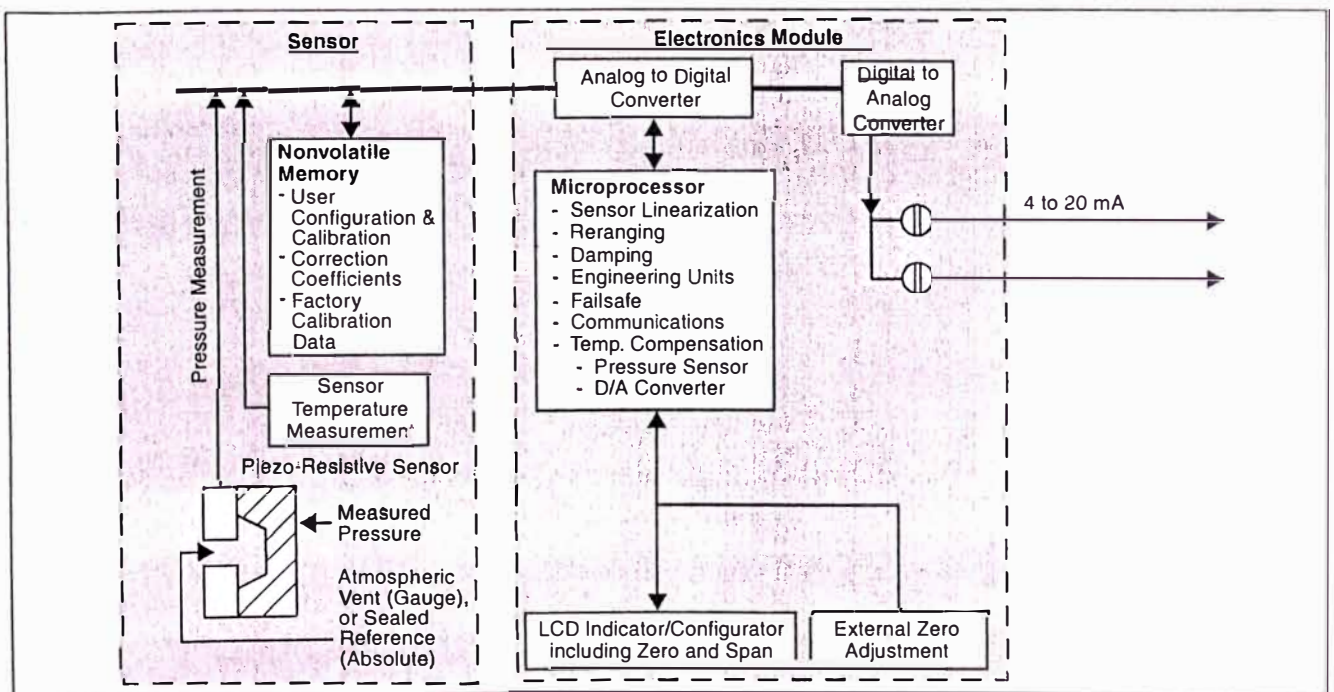 Sensor
Pressure Measurement
Nonvolatile
Memory
- User
Configuration &
Calibration
- Correction
Coefficients
- Factory
Calibration
Data
Sensor
Temperature
Measurement
Piezo-Resistive Sensor
Measured
Pressure
Atmospheric
Vent (Gauge),
or Sealed
Reference
(Absolute)
Electronics Module
Analog to Digital
Converter
Digital to
Analog
Converter
Microprocessor
- Sensor Linearization
- Reranging
- Damping
- Engineering Units
- Failsafe
- Communications
- Temp. Compensation
- Pressure Sensor
- D/A Converter
4 to 20 mA
LCD Indicator/Configurator
including Zero and Span
External Zero
Adjustment